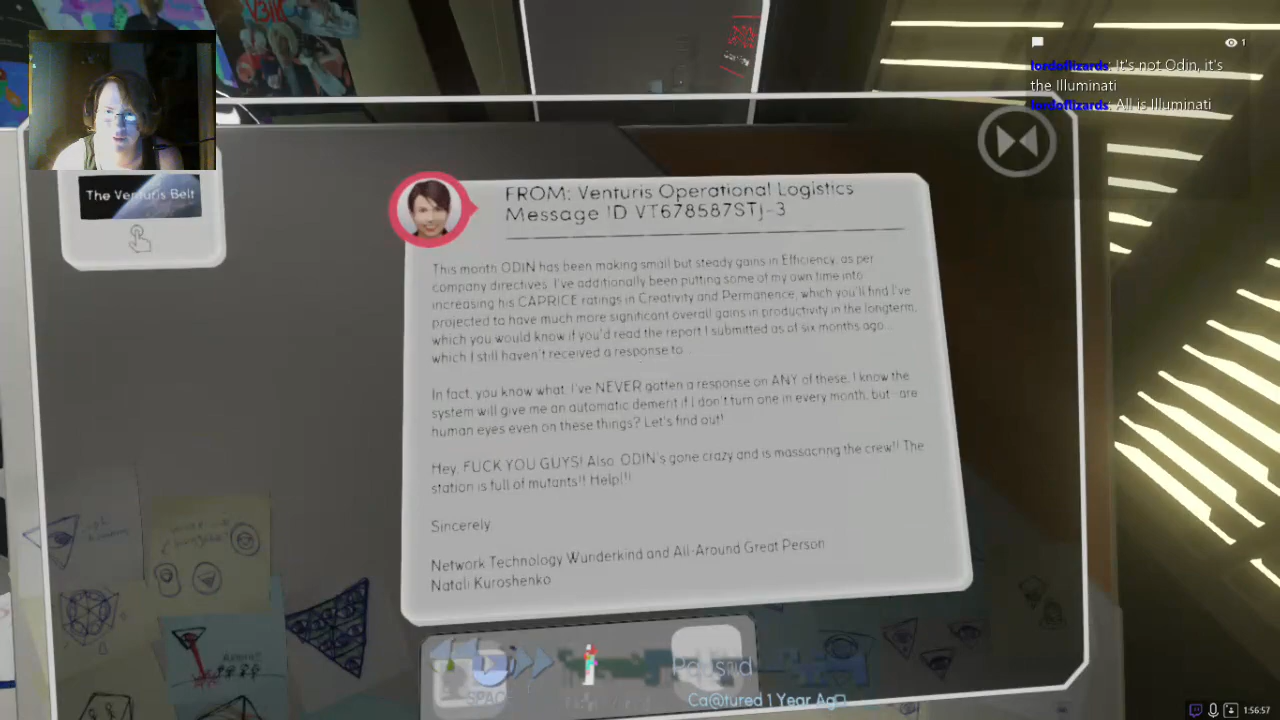 V3IK
lordoflizards: It's not Odin, it's
the Illuminati
lordoflizards: All is Illuminati
1
The Venturis Belt
FROM: Venturis Operational Logistics
Message ID VT678587STj-3
This month ODIN has been making small but steady gains in Efficiency, as per
company directives. I've additionally been putting some of my own time into
increasing his CAPRICE ratings in Creativity and Permanence, which you'll find I've
projected to have much more significant overall gains in productivity in the longterm,
which you would know if you'd read the report I submitted as of six months ago...
which I still haven't received a response to...
In fact, you know what, I've NEVER gotten a response on ANY of these. I know the
system will give me an automatic demerit if I don't turn one in every month, but--are
human eyes even on these things? Let's find out!
Hey, FUCK YOU GUYS! Also, ODIN's gone crazy and is massacring the crew!! The
station is full of mutants!! Help!!!
Sincerely
Network Technology Wunderkind and All-Around Great Person
Natali Kuroshenko
SPAC
Ca@tured 1 Year Ago
1:56:57